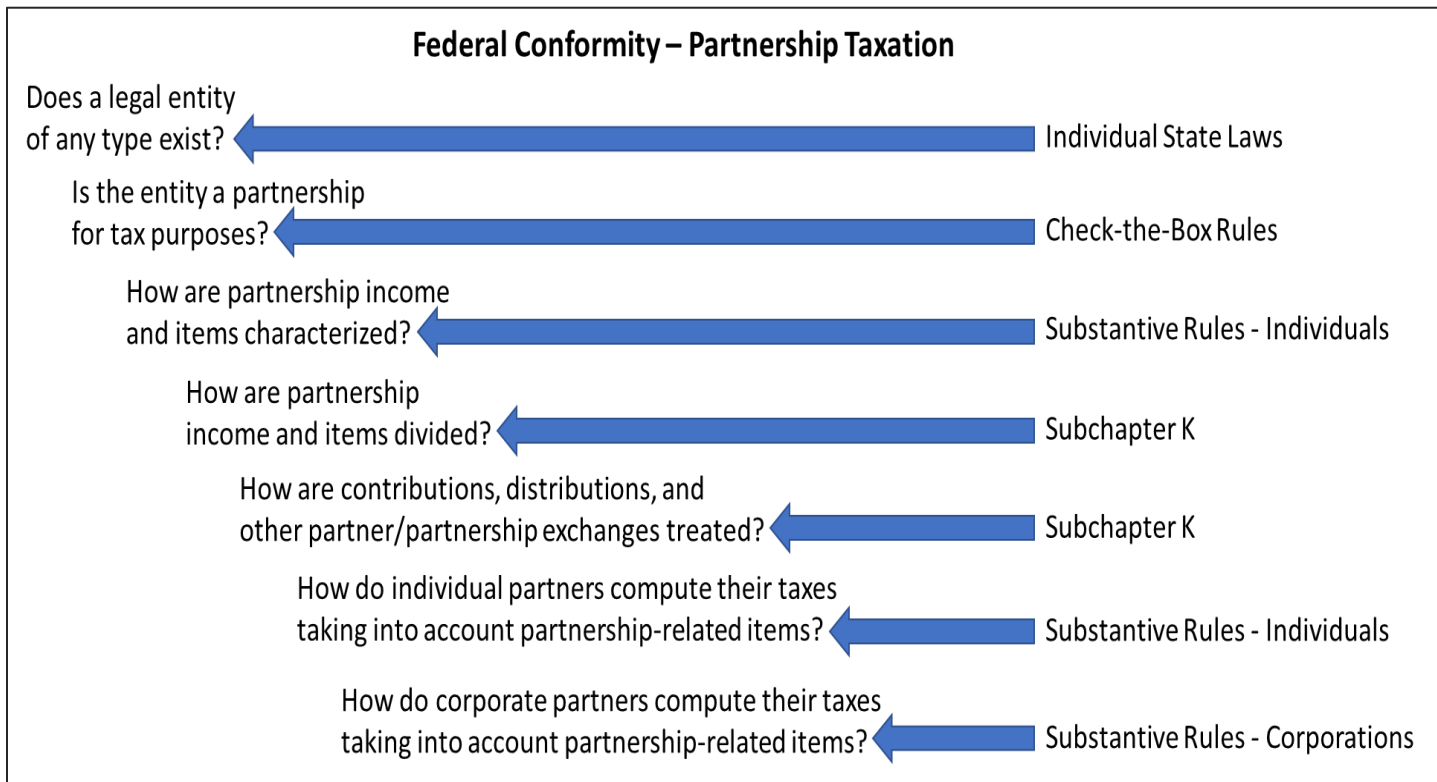 Federal Conformity – Partnership Taxation
Does a legal entity
of any type exist?
Individual State Laws
Is the entity a partnership
for tax purposes?
Check-the-Box Rules
How are partnership income
and items characterized?
Substantive Rules - Individuals
How are partnership
income and items divided?
Subchapter K
How are contributions, distributions, and
other partner/partnership exchanges treated?
Subchapter K
How do individual partners compute their taxes
taking into account partnership-related items?
Substantive Rules - Individuals
How do corporate partners compute their taxes
taking into account partnership-related items?
Substantive Rules - Corporations